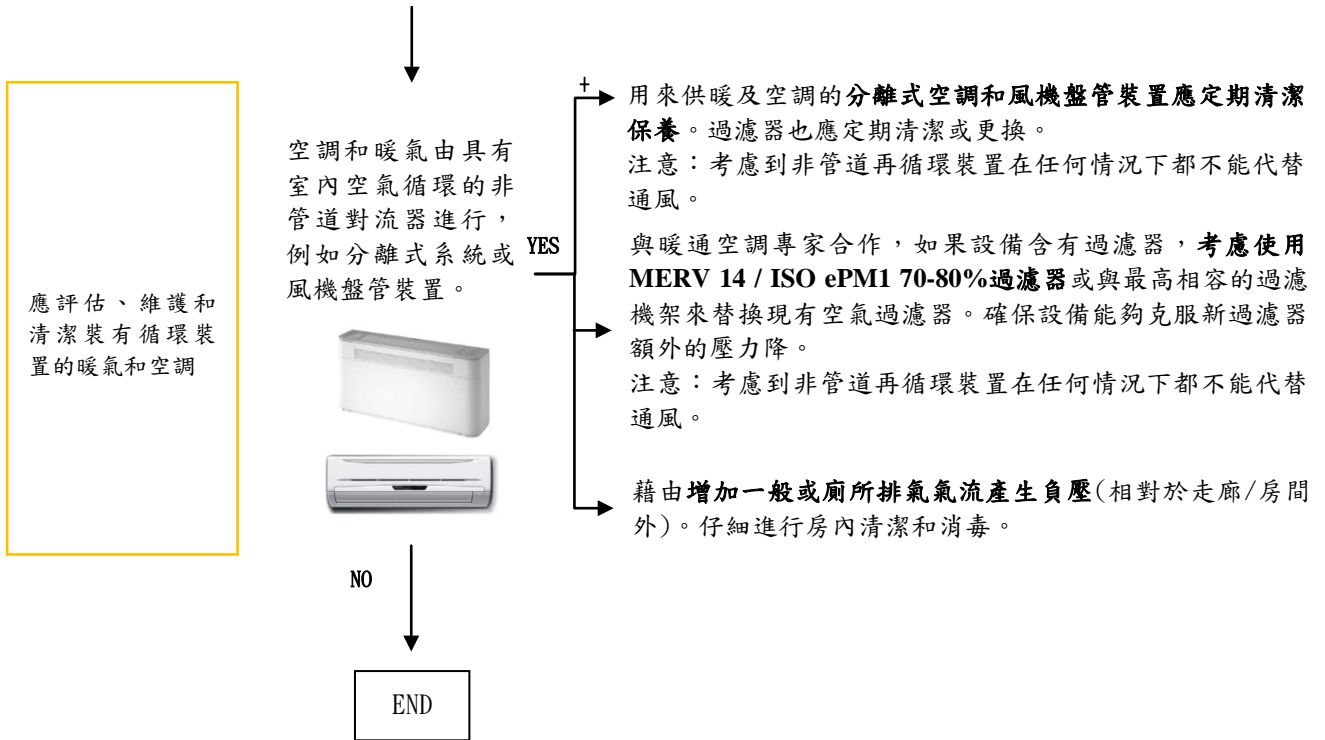 應評估、維護和
清潔裝有循環裝
置的暖氣和空調
空調和暖氣由具有
室內空氣循環的非
管道對流器進行，
例如分離式系統或
風機盤管裝置。
YES
+
用來供暖及空調的分離式空調和風機盤管裝置應定期清潔
保養。過濾器也應定期清潔或更換。
注意：考慮到非管道再循環裝置在任何情況下都不能代替
通風。
與暖通空調專家合作，如果設備含有過濾器，考慮使用
MERV 14 / ISO ePM1 70-80%過濾器或與最高相容的過濾
機架來替換現有空氣過濾器。確保設備能夠克服新過濾器
額外的壓力降。
注意：考慮到非管道再循環裝置在任何情況下都不能代替
通風。
藉由增加一般或廁所排氣氣流產生負壓(相對於走廊/房間
外)。仔細進行房內清潔和消毒。
NO
END